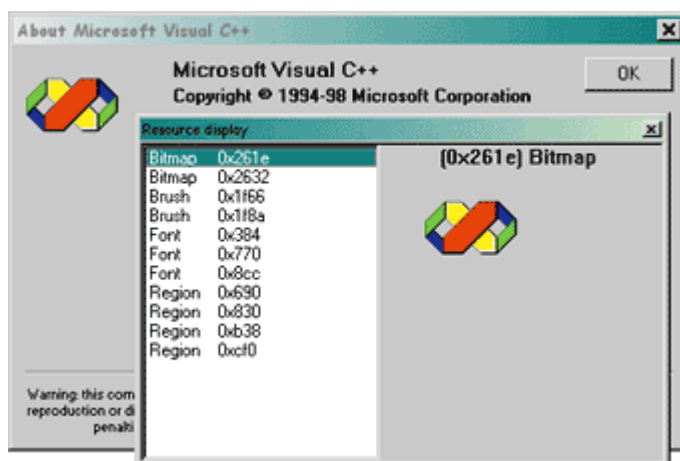 About Microsoft Visual C++
Microsoft Visual C++
Copyright © 1994-98 Microsoft Corporation
OK
Resource display
Bitmap 0x261e
Bitmap 0x2632
Brush 0x1f66
Brush 0x1f8a
Font 0x384
Font 0x770
Font 0x8cc
Region 0x690
Region 0x830
Region 0xb38
Region 0xcf0
(0x261e) Bitmap
Warning: this com
reproduction or di
penalti